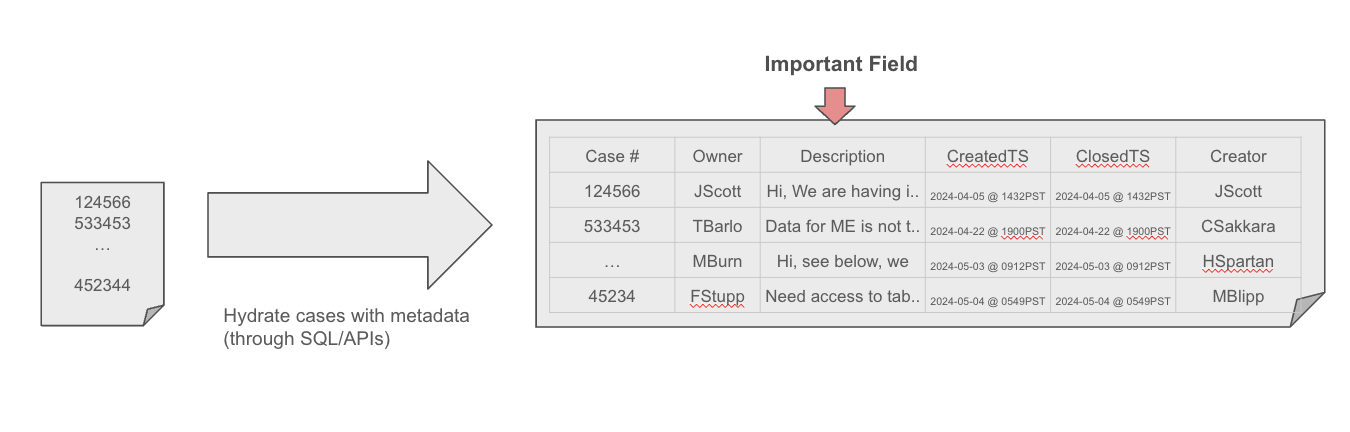 Important Field
124566
533453
…
452344
Hydrate cases with metadata
(through SQL/APIs)
Case # Owner Description CreatedTS ClosedTS Creator
124566 JScott Hi, We are having i.. 2024-04-05 @ 1432PST 2024-04-05 @ 1432PST JScott
533453 TBarlo Data for ME is not t.. 2024-04-22 @ 1900PST 2024-04-22 @ 1900PST CSakkara
… MBurn Hi, see below, we 2024-05-03 @ 0912PST 2024-05-03 @ 0912PST HSpartan
45234 FStupp Need access to tab.. 2024-05-04 @ 0549PST 2024-05-04 @ 0549PST MBlipp